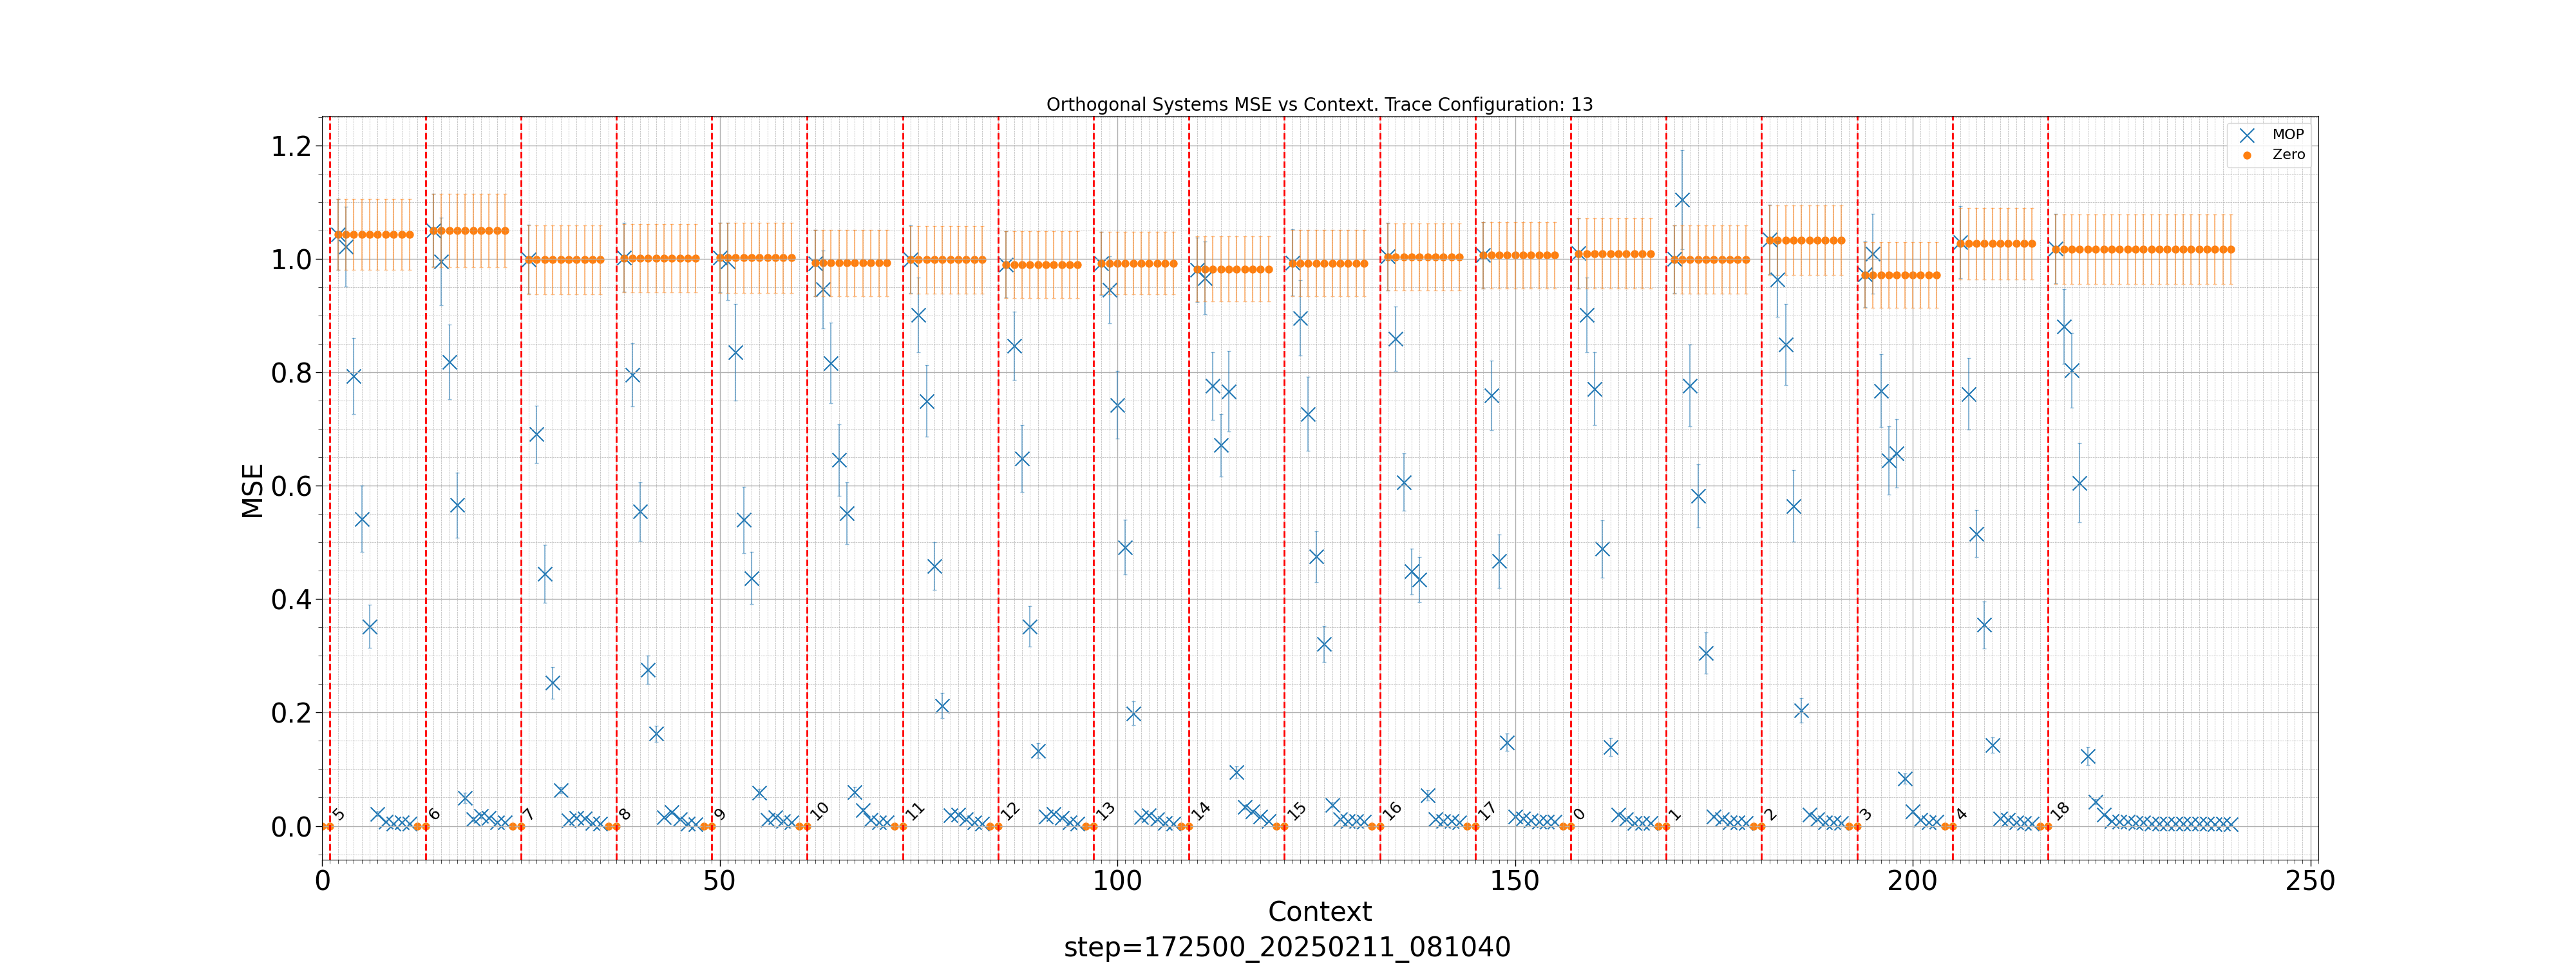 Orthogonal Systems MSE vs Context. Trace Configuration: 13
MOP
Zero
1.2
1.0
0.8
0.6
0.4
0.2
0.0
MSE
5 6 7 8 9 10 11 12 13 14 15 16 17 0 1 2 3 4 18
0 50 100 150 200 250
Context
step=172500_20250211_081040